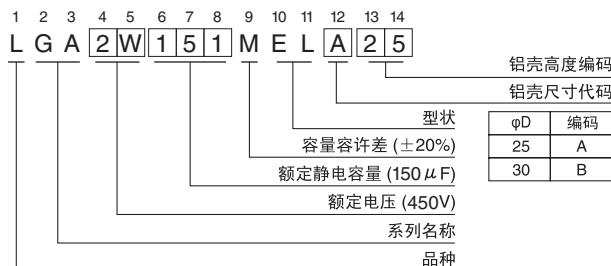 1 2 3 4 5 6 7 8 9 10 11 12 13 14
L G A 2 W 1 5 1 M E L A 2 5
铝壳高度编码
铝壳尺寸代码
型状
容量容许差 (±20%)
额定静电容量 (150μF)
额定电压 (450V)
系列名称
品种
φD 编码
25 A
30 B